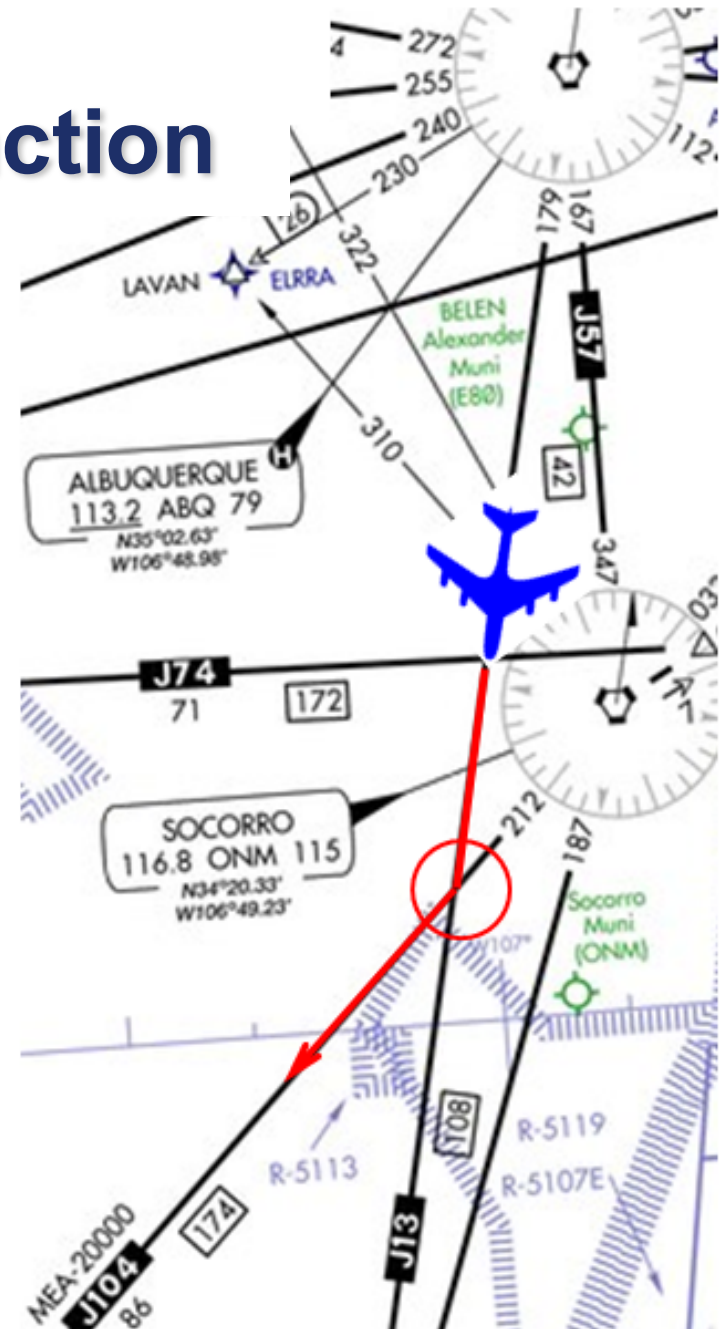 ction
272
255
240
230
112°
26
322
179
167
LAVAN
ELRRA
BELEN
Alexander
Muni
(E80)
J57
310
42
ALBUQUERQUE
H
113.2 ABQ 79
N35°02.63'
W106°48.98'
347
J74
71
172
212
187
SOCORRO
116.8 ONM 115
N34°20.33'
W106°49.23'
Socorro
Muni
(ONM)
W107°
108
R-5119
R-5113
R-5107E
174
J13
MEA-20000
J104
86